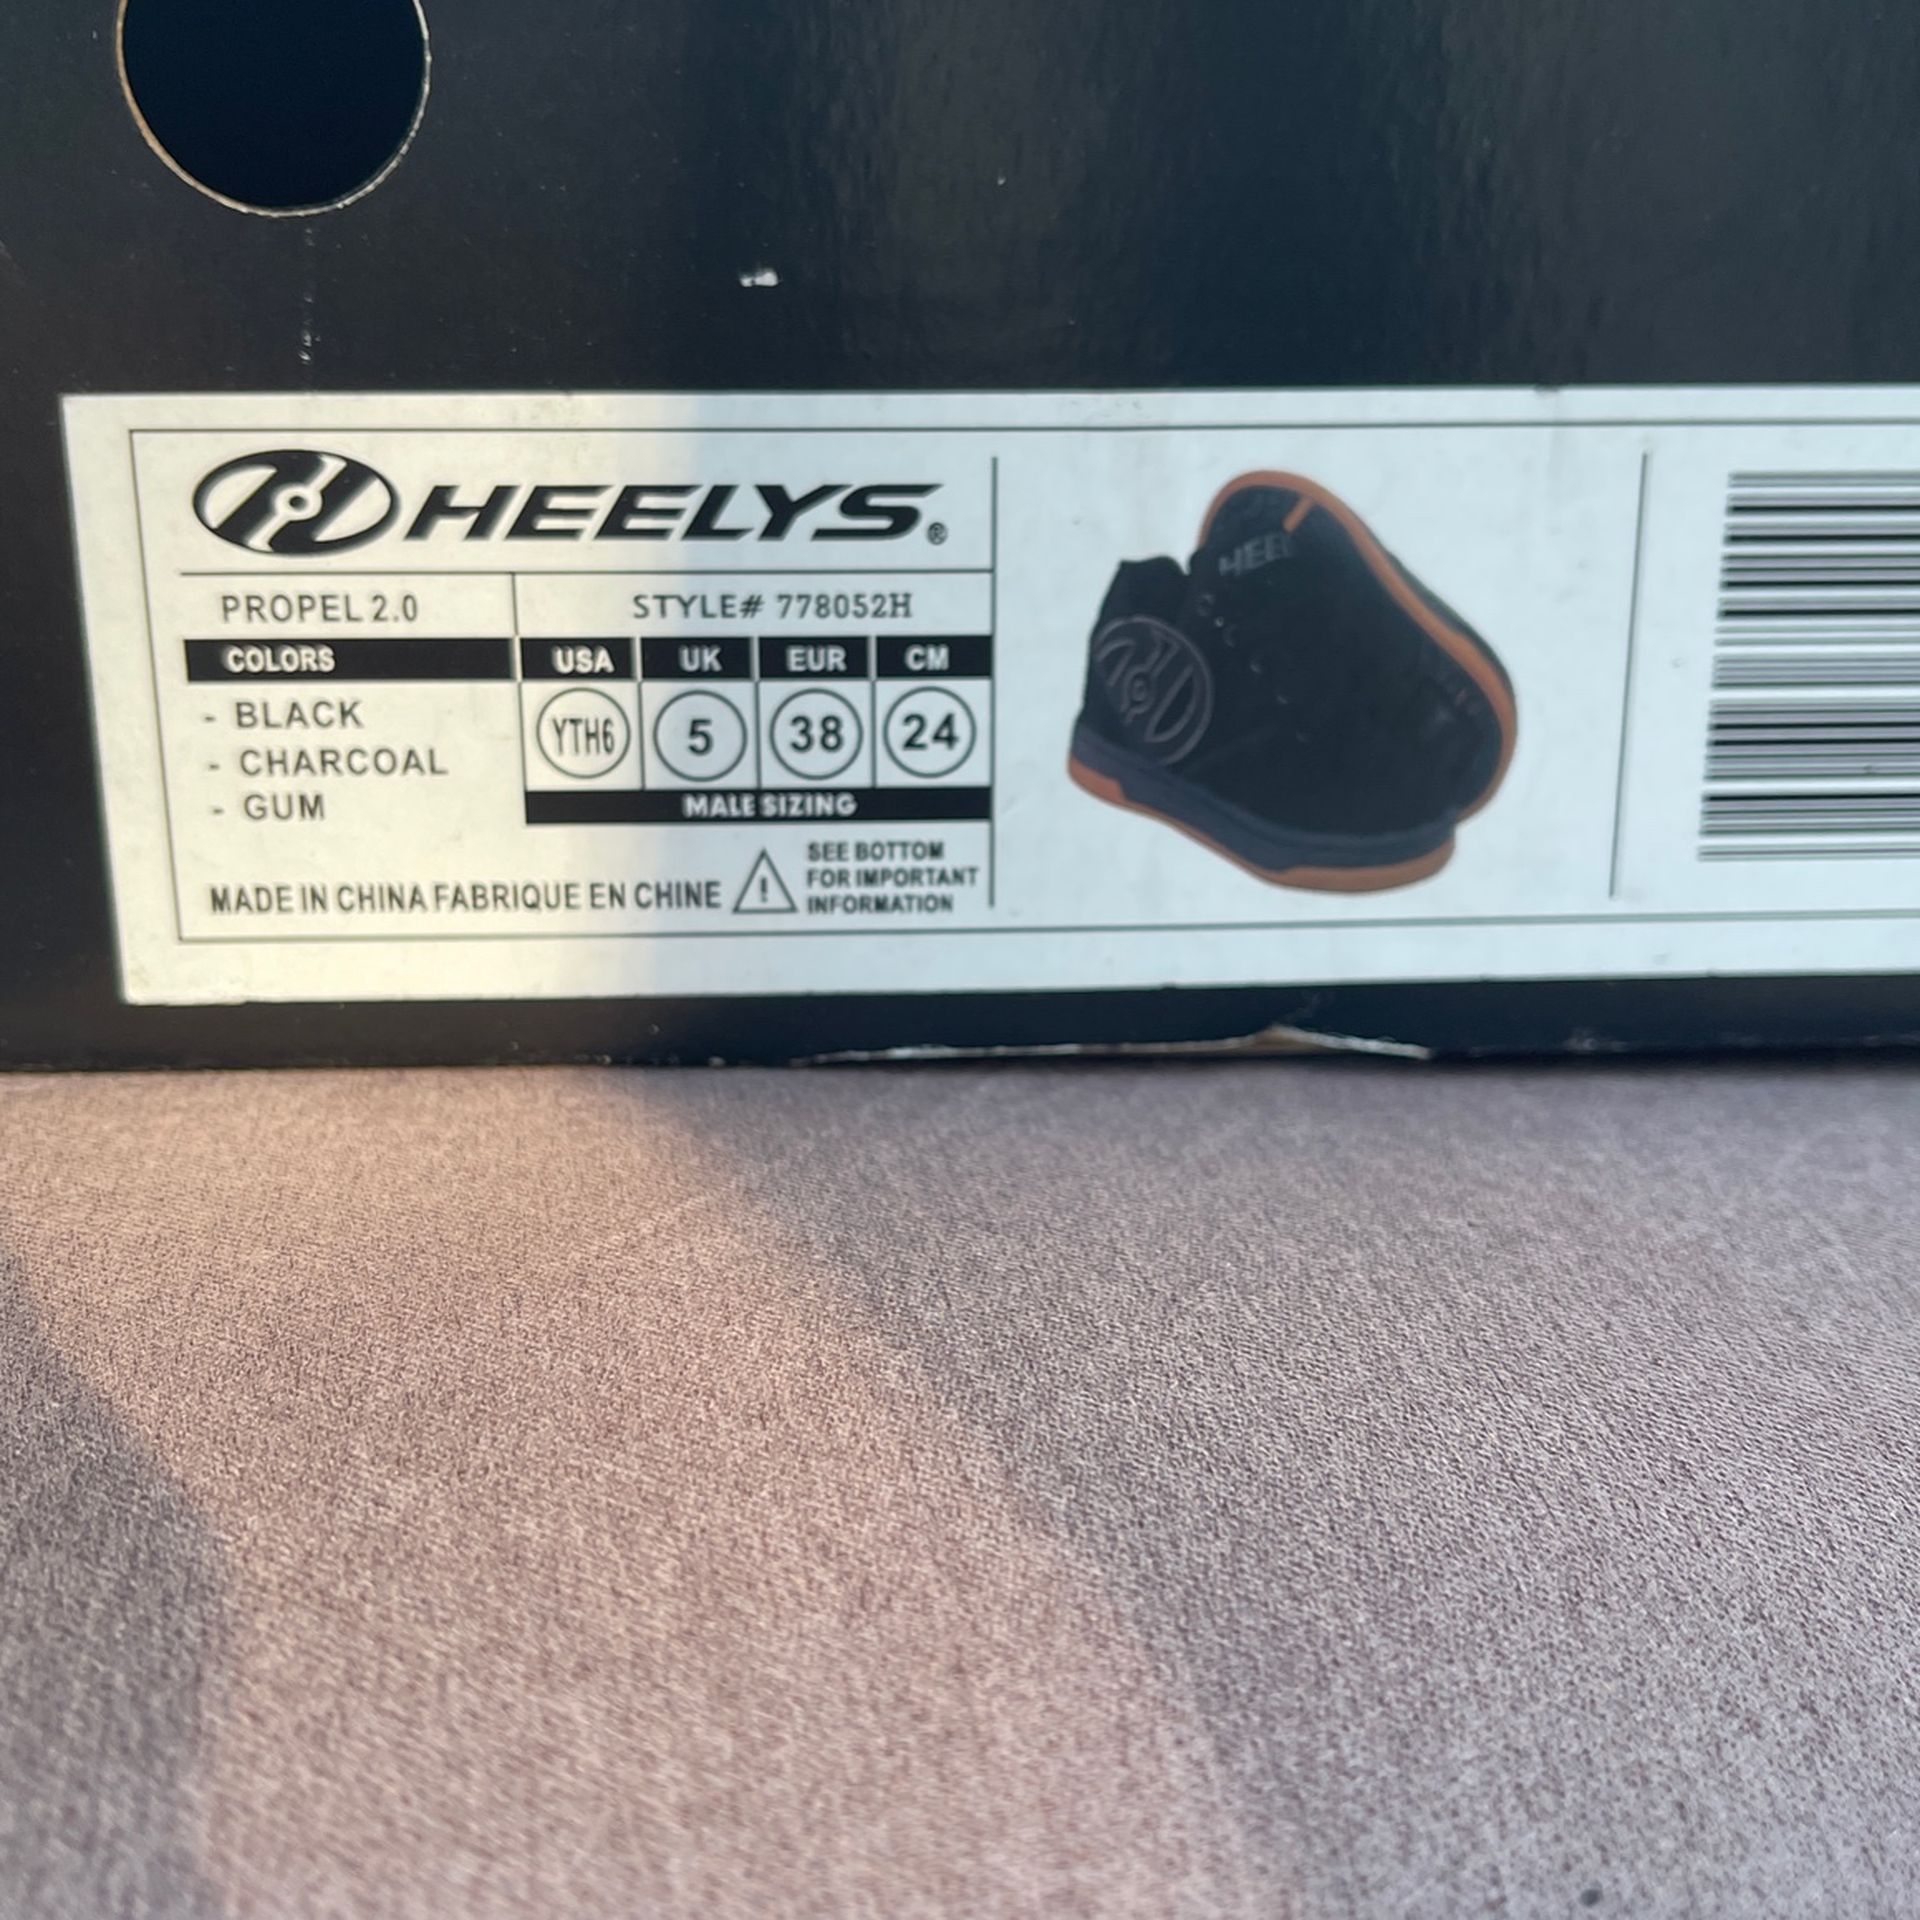 HEELYS®
PROPEL 2.0 STYLE# 778052H
COLORS USA UK EUR CM
- BLACK
- CHARCOAL
- GUM
YTH6 5 38 24
MALE SIZING
MADE IN CHINA FABRIQUE EN CHINE
SEE BOTTOM
FOR IMPORTANT
INFORMATION
HEEL